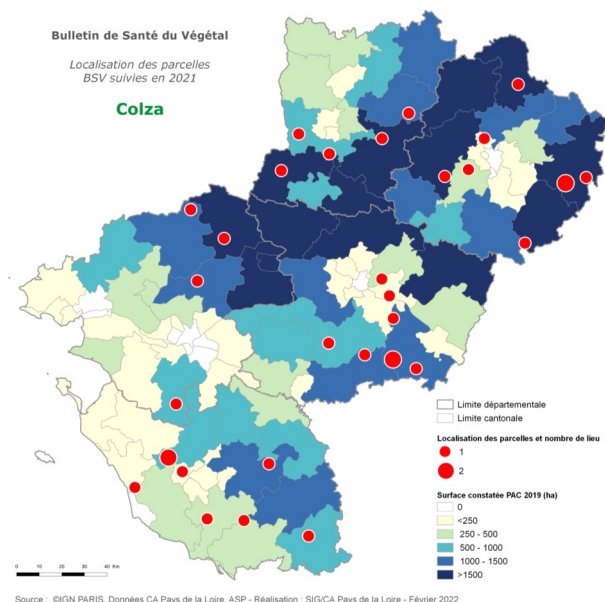 Bulletin de Santé du Végétal
Localisation des parcelles
BSV suivies en 2021
Colza
Limite départementale
Limite cantonale
Localisation des parcelles et nombre de lieu
1
2
Surface constatée PAC 2019 (ha)
0
<250
250 - 500
500 - 1000
1000 - 1500
>1500
0 10 20 30 40 Km
Source : ©IGN PARIS, Données CA Pays de la Loire, ASP - Réalisation : SIG/CA Pays de la Loire - Février 2022